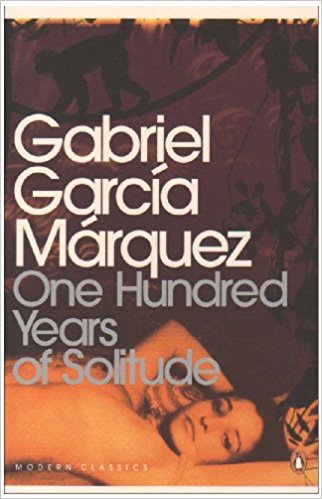 Gabriel
García
Márquez
One Hundred
Years
of Solitude
MODERN CLASSICS